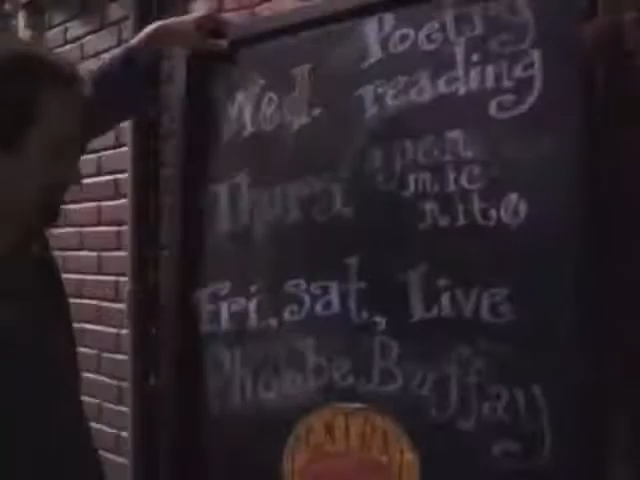 Wed. Poetry
reading
Thurs. open
mic
nite
Fri, Sat, Live
Phoebe Buffay